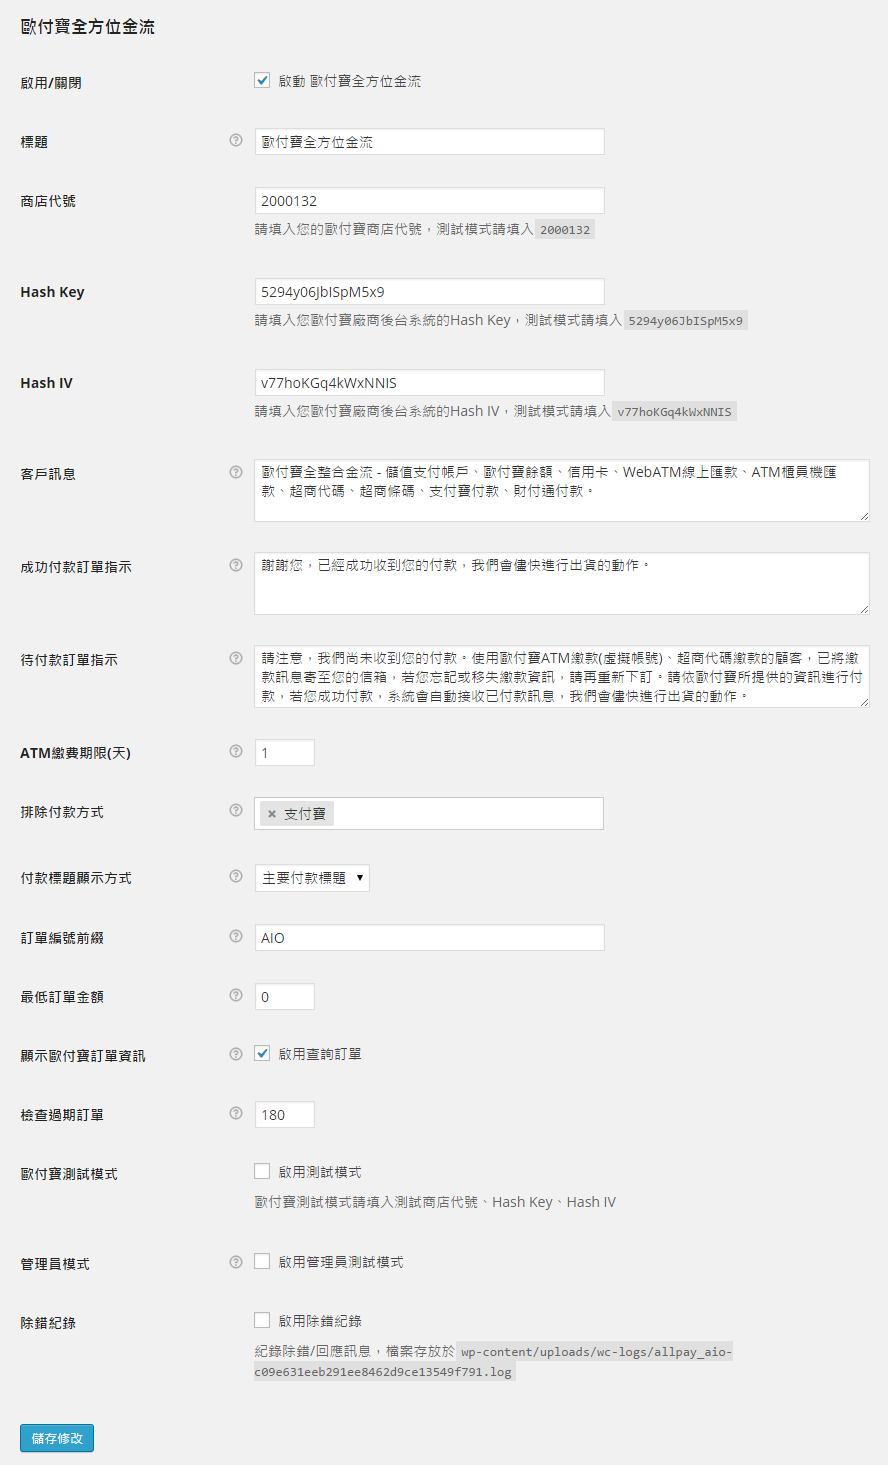 歐付寶全方位金流
啟用/關閉
啟動 歐付寶全方位金流
標題
歐付寶全方位金流
商店代號
2000132
請填入您的歐付寶商店代號，測試模式請填入 2000132
Hash Key
5294y06JbISpM5x9
請填入您歐付寶廠商後台系統的Hash Key，測試模式請填入 5294y06JbISpM5x9
Hash IV
v77hoKGq4kWxNNIS
請填入您歐付寶廠商後台系統的Hash IV，測試模式請填入 v77hoKGq4kWxNNIS
客戶訊息
歐付寶全整合金流 - 儲值支付帳戶、歐付寶餘額、信用卡、WebATM線上匯款、ATM櫃員機匯
款、超商代碼、超商條碼、支付寶付款、財付通付款。
成功付款訂單指示
謝謝您，已經成功收到您的付款，我們會儘快進行出貨的動作。
待付款訂單指示
請注意，我們尚未收到您的付款。使用歐付寶ATM繳款(虛擬帳號)、超商代碼繳款的顧客，已將繳
款訊息寄至您的信箱，若您忘記或移失繳款資訊，請再重新下訂。請依歐付寶所提供的資訊進行付
款，若您成功付款，系統會自動接收已付款訊息，我們會儘快進行出貨的動作。
ATM繳費期限(天)
1
排除付款方式
× 支付寶
付款標題顯示方式
主要付款標題
訂單編號前綴
AIO
最低訂單金額
0
顯示歐付寶訂單資訊
啟用查詢訂單
檢查過期訂單
180
歐付寶測試模式
啟用測試模式
歐付寶測試模式請填入測試商店代號、Hash Key、Hash IV
管理員模式
啟用管理員測試模式
除錯紀錄
啟用除錯紀錄
紀錄除錯/回應訊息，檔案存放於 wp-content/uploads/wc-logs/allpay_aio-
c09e631eeb291ee8462d9ce13549f791.log
儲存修改